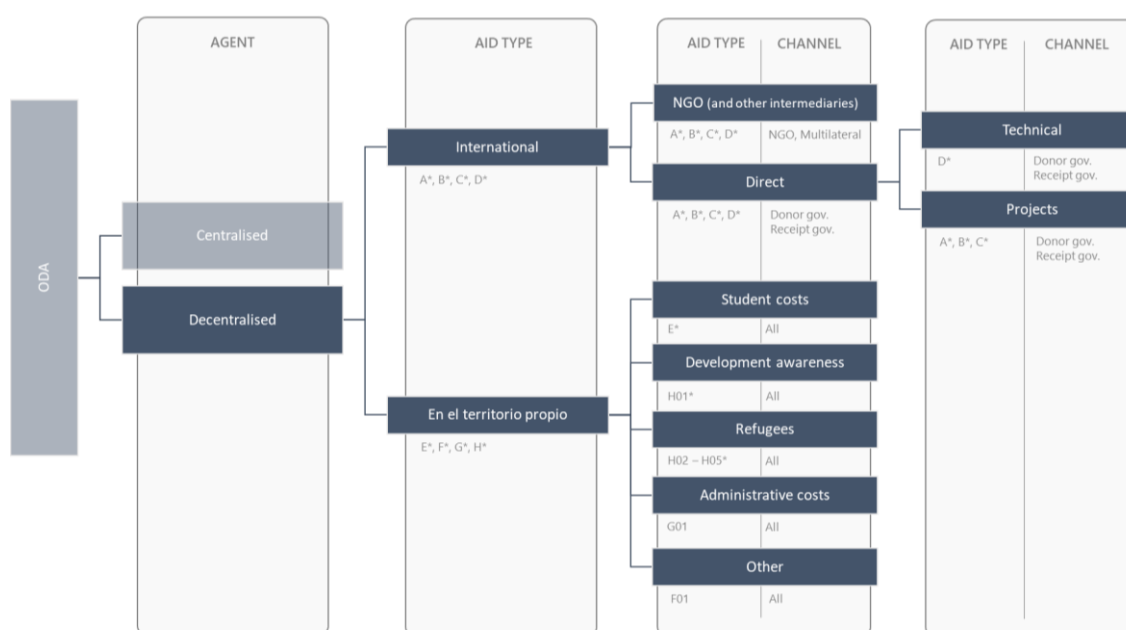 ODA
AGENT
Centralised
Decentralised
AID TYPE
International
A*, B*, C*, D*
En el territorio propio
E*, F*, G*, H*
AID TYPE CHANNEL
NGO (and other intermediaries)
A*, B*, C*, D* NGO, Multilateral
Direct
A*, B*, C*, D* Donor gov.
Receipt gov.
Student costs
E* All
Development awareness
H01* All
Refugees
H02 – H05* All
Administrative costs
G01 All
Other
F01 All
AID TYPE CHANNEL
Technical
D* Donor gov.
Receipt gov.
Projects
A*, B*, C* Donor gov.
Receipt gov.